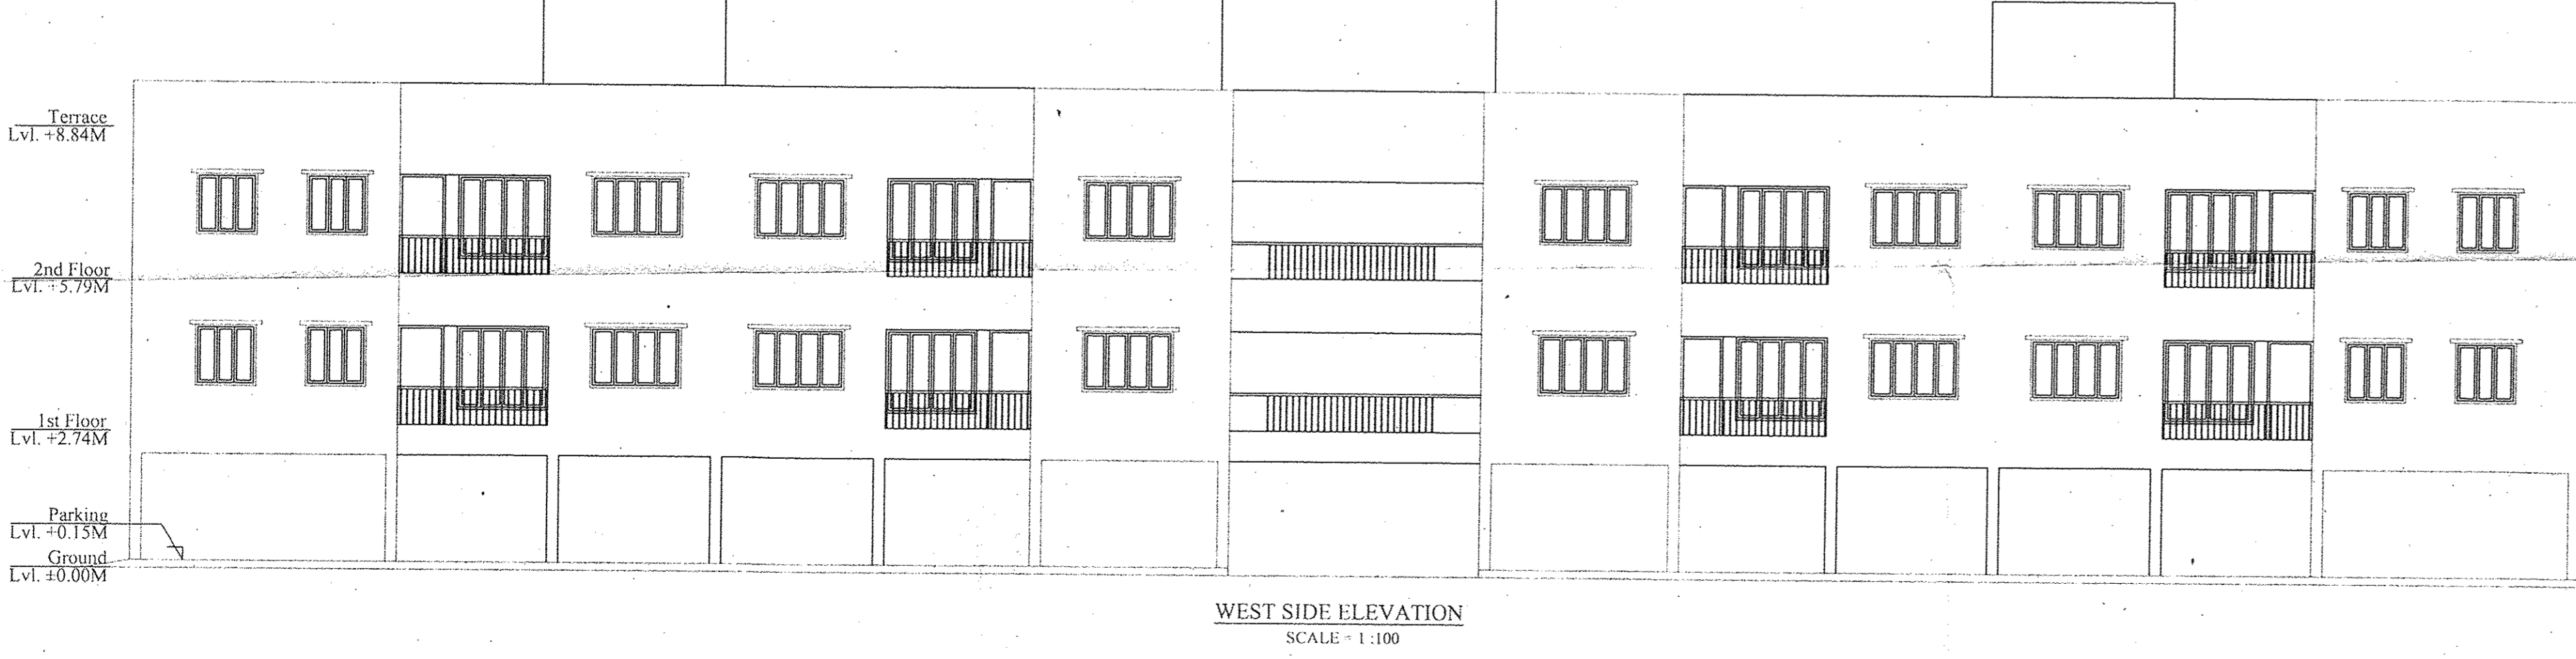 Terrace
Lvl. +8.84M
2nd Floor
Lvl. +5.79M
1st Floor
Lvl. +2.74M
Parking
Lvl. +0.15M
Ground
Lvl. ±0.00M
WEST SIDE ELEVATION
SCALE = 1 :100